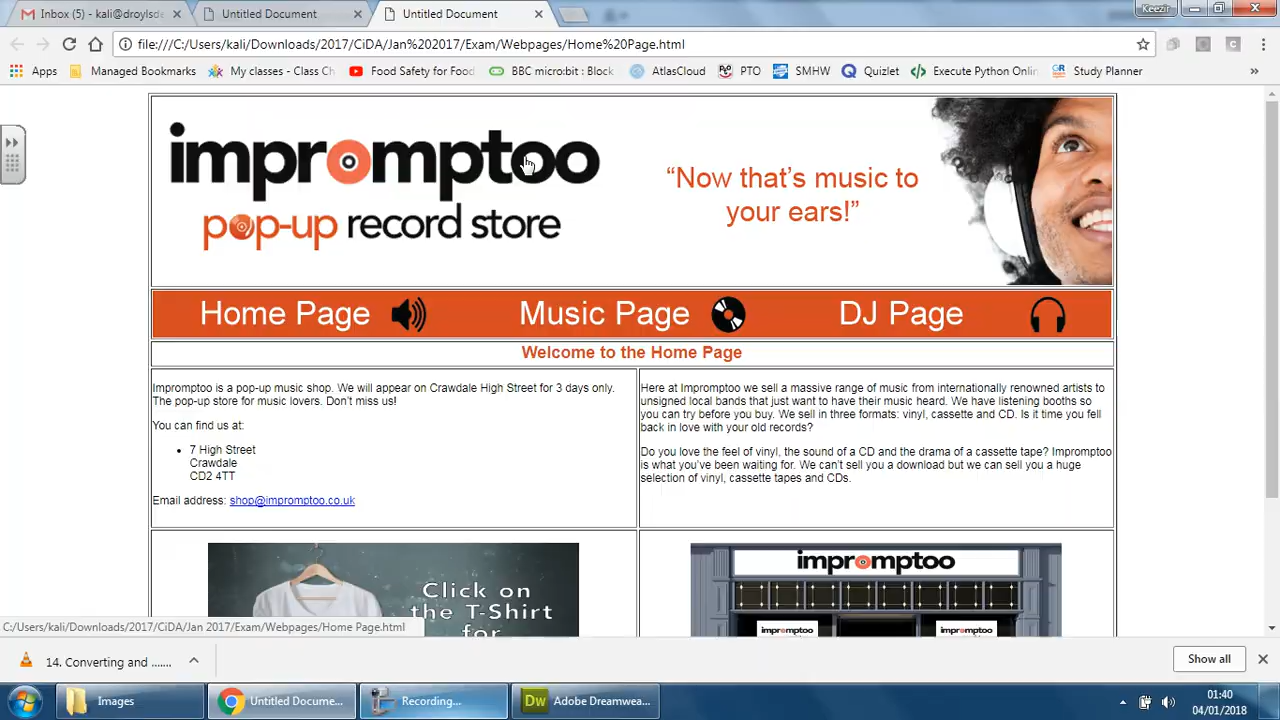 Inbox (5) - kali@droylsde
Untitled Document
Untitled Document
Keezir
file:///C:/Users/kali/Downloads/2017/CiDA/Jan%202017/Exam/Webpages/Home%20Page.html
Apps
Managed Bookmarks
My classes - Class Ch
Food Safety for Food
BBC micro:bit : Block
AtlasCloud
PTO
SMHW
Quizlet
Execute Python Onlin
Study Planner
»
impromptoo
pop-up record store
“Now that’s music to
your ears!”
Home Page
Music Page
DJ Page
Welcome to the Home Page
Impromptoo is a pop-up music shop. We will appear on Crawdale High Street for 3 days only.
The pop-up store for music lovers. Don’t miss us!
You can find us at:
• 7 High Street
Crawdale
CD2 4TT
Email address: shop@impromptoo.co.uk
Here at Impromptoo we sell a massive range of music from internationally renowned artists to
unsigned local bands that just want to have their music heard. We have listening booths so
you can try before you buy. We sell in three formats: vinyl, cassette and CD. Is it time you fell
back in love with your old records?
Do you love the feel of vinyl, the sound of a CD and the drama of a cassette tape? Impromptoo
is what you’ve been waiting for. We can’t sell you a download but we can sell you a huge
selection of vinyl, cassette tapes and CDs.
Click on
the T-Shirt
for
impromptoo
impromptoo
impromptoo
C:/Users/kali/Downloads/2017/CiDA/Jan 2017/Exam/Webpages/Home Page.html
14. Converting and .......
Show all
Images
Untitled Docume...
Recording...
Dw
Adobe Dreamwea...
01:40
04/01/2018